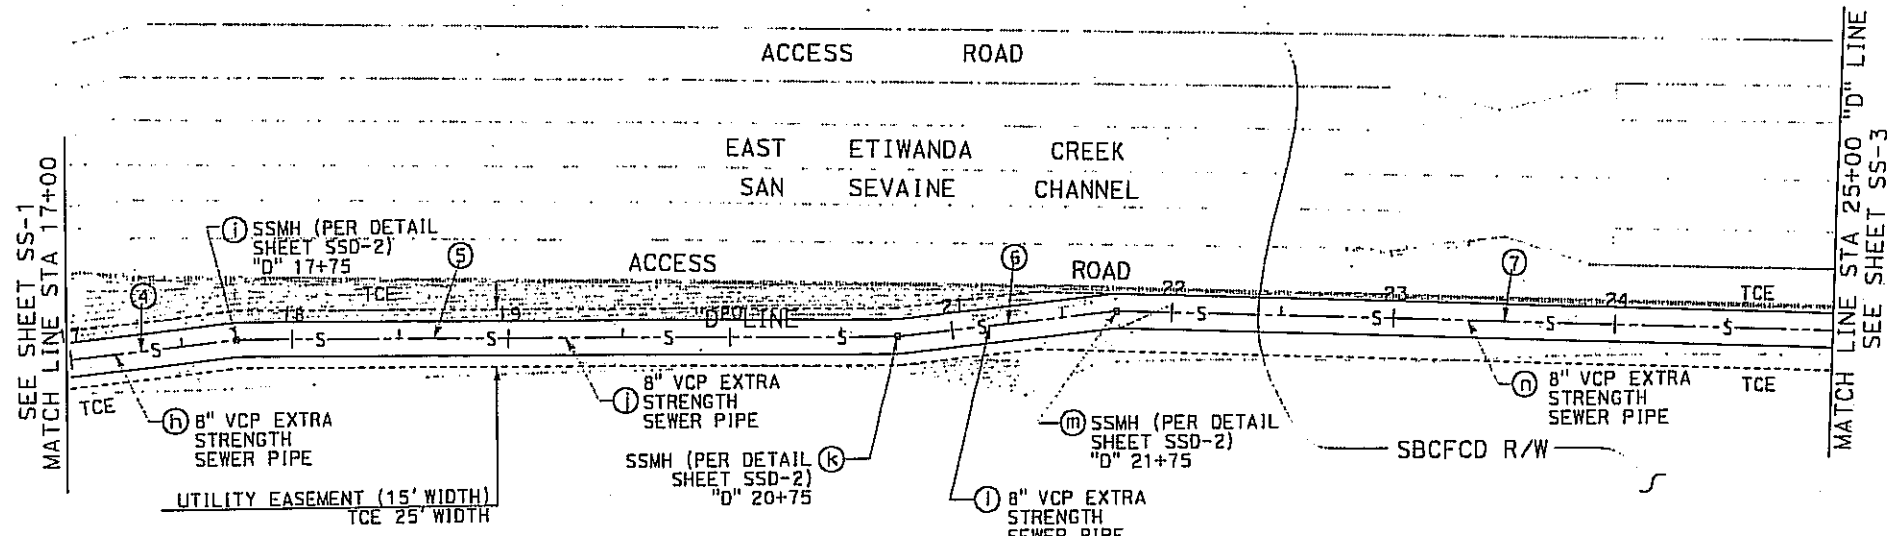 ACCESS ROAD
EAST ETIWANDA CREEK
SAN SEVAINE CHANNEL
SEE SHEET SS-1
MATCH LINE STA 17+00
MATCH LINE STA 25+00 "D" LINE
SEE SHEET SS-3
i SSMH (PER DETAIL
SHEET SSD-2)
"D" 17+75
4
5
6
7
ACCESS ROAD
TCE
18
19
20
"D" LINE
21
22
23
24
TCE
17
S S S S S S S S S
TCE
h 8" VCP EXTRA
STRENGTH
SEWER PIPE
j 8" VCP EXTRA
STRENGTH
SEWER PIPE
SSMH (PER DETAIL k
SHEET SSD-2)
"D" 20+75
m SSMH (PER DETAIL
SHEET SSD-2)
"D" 21+75
n 8" VCP EXTRA
STRENGTH
SEWER PIPE
TCE
SBCFCD R/W
UTILITY EASEMENT (15' WIDTH)
TCE 25' WIDTH
l 8" VCP EXTRA
STRENGTH
SEWER PIPE